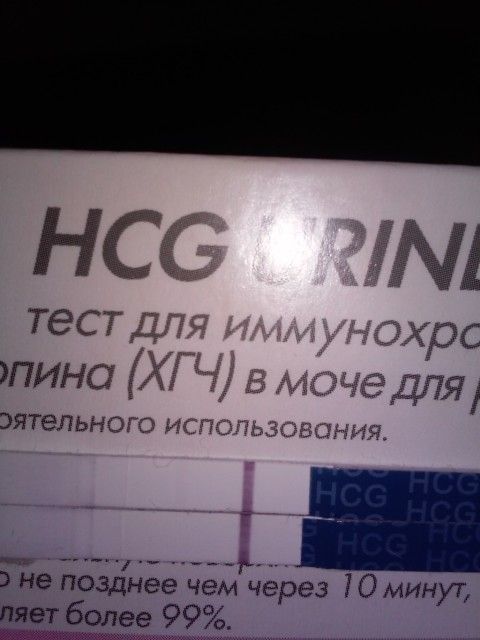 HCG URINE
тест для иммунохро
опина (ХГЧ) в моче для
оятельного использования.
HCG HCG
HCG HCG
HCG HCG
о не позднее чем через 10 минут,
ляет более 99%.